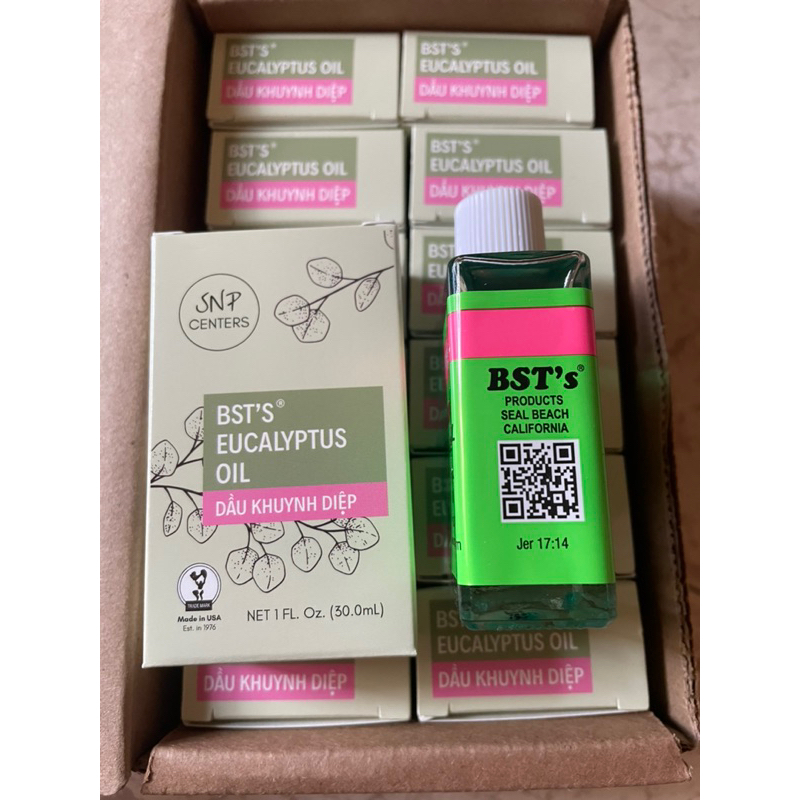 BST'S®
EUCALYPTUS OIL
DẦU KHUYNH DIỆP
BST'S®
EUCALYPTUS OIL
DẦU KHUYNH DIỆP
BST'S®
EUCALYPTUS OIL
DẦU KHUYNH DIỆP
BST'S®
EUCALYPTUS OIL
DẦU KHUYNH DIỆP
SNP
CENTERS
BST'S®
EUCALYPTUS
OIL
DẦU KHUYNH DIỆP
TRADE MARK
Made in USA
Est. in 1976
NET 1 FL. Oz. (30.0mL)
BST's®
PRODUCTS
SEAL BEACH
CALIFORNIA
Jer 17:14
DẦU KHUYNH DIỆP
BST'S®
EUCALYPTUS OIL
DẦU KHUYNH DIỆP